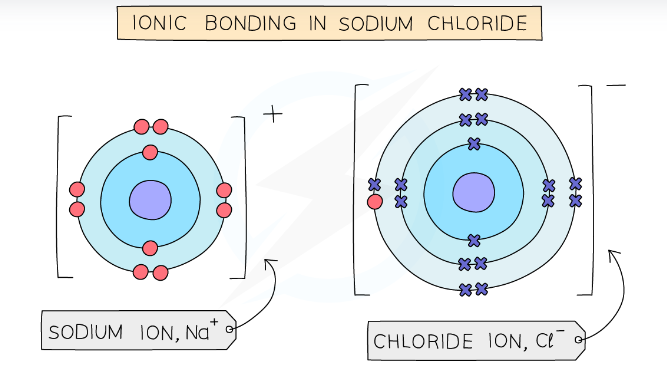 IONIC BONDING IN SODIUM CHLORIDE
+
−
SODIUM ION, Na⁺
CHLORIDE ION, Cl⁻